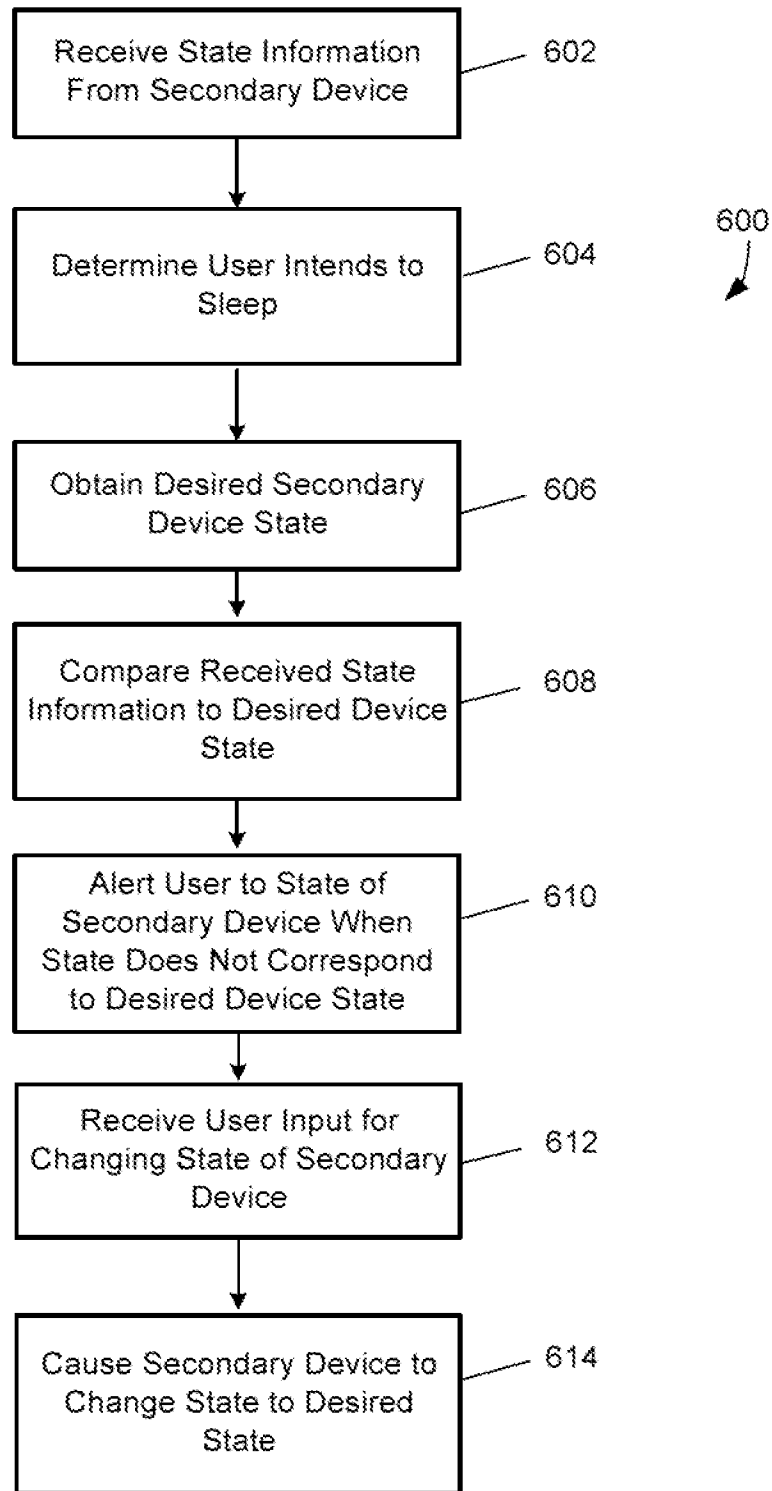 Receive State Information
From Secondary Device
602
600
Determine User Intends to
Sleep
604
Obtain Desired Secondary
Device State
606
Compare Received State
Information to Desired Device
State
608
Alert User to State of
Secondary Device When
State Does Not Correspond
to Desired Device State
610
Receive User Input for
Changing State of Secondary
Device
612
Cause Secondary Device to
Change State to Desired
State
614